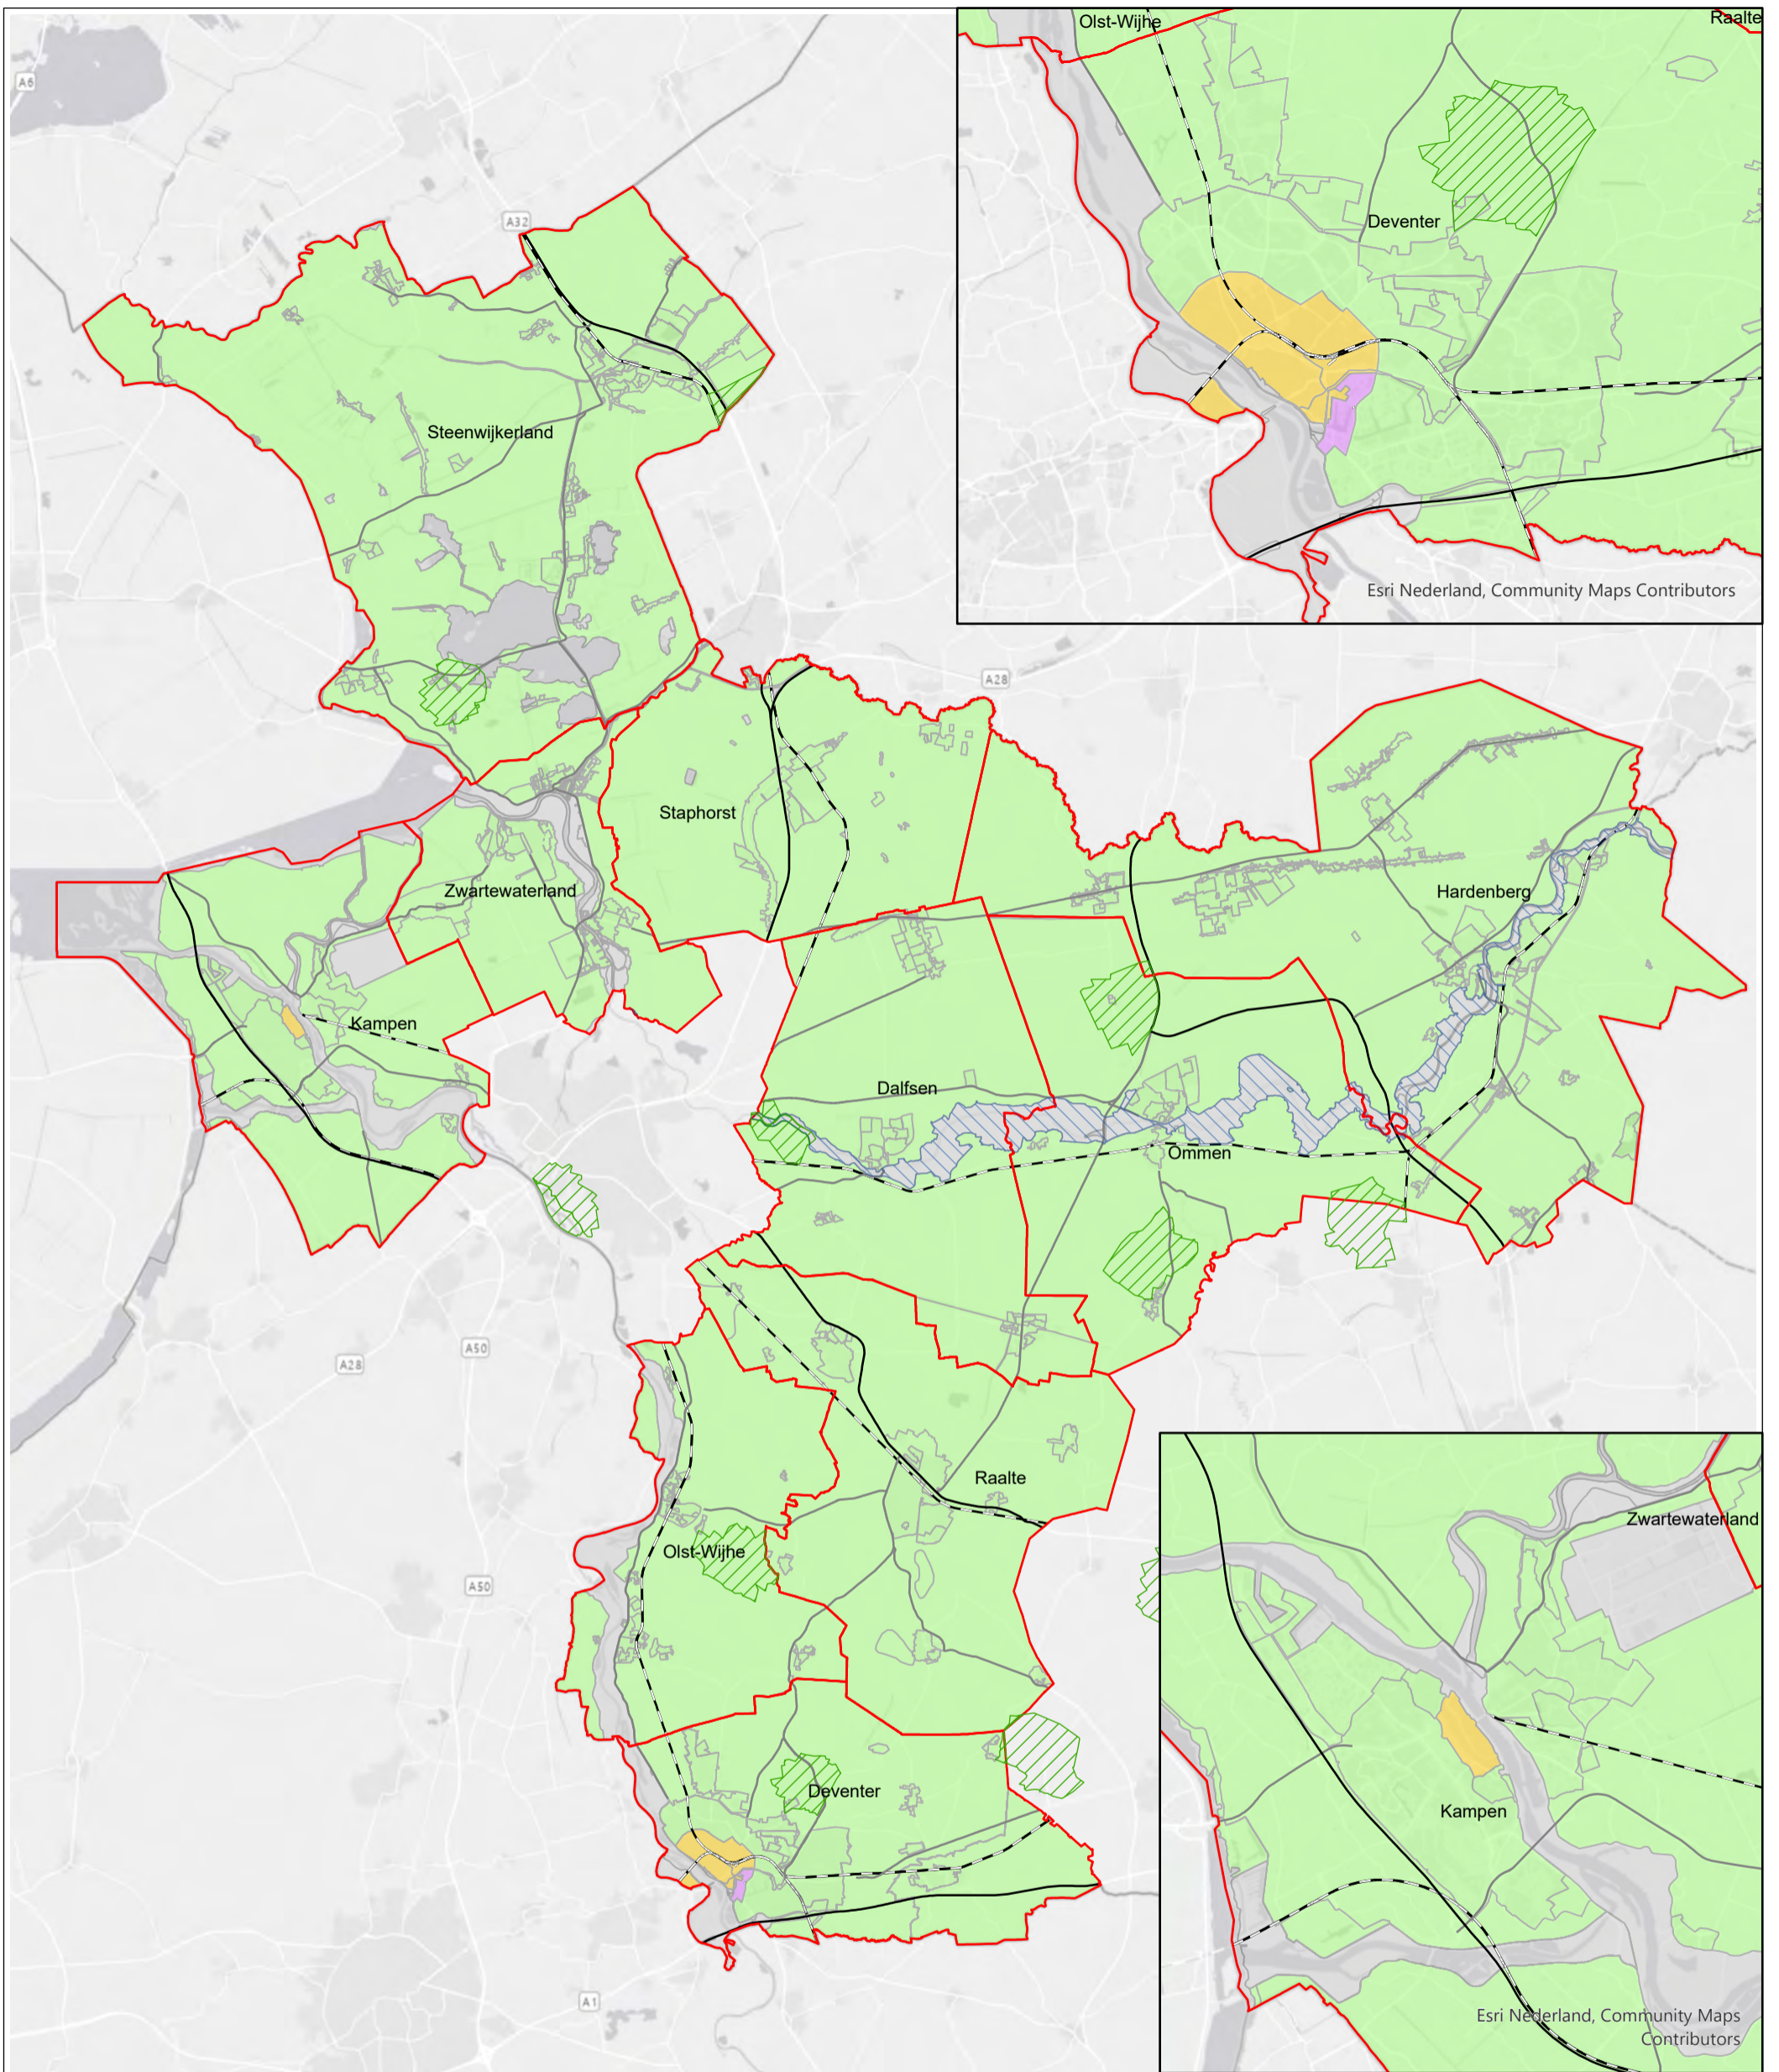 Olst-Wijhe
Raalte
A6
A32
Deventer
Steenwijkerland
Esri Nederland, Community Maps Contributors
A28
Staphorst
Zwartewaterland
Hardenberg
Kampen
Dalfsen
Ommen
A28
A50
Raalte
Zwartewaterland
Olst-Wijhe
A50
Deventer
Kampen
A1
Esri Nederland, Community Maps
Contributors